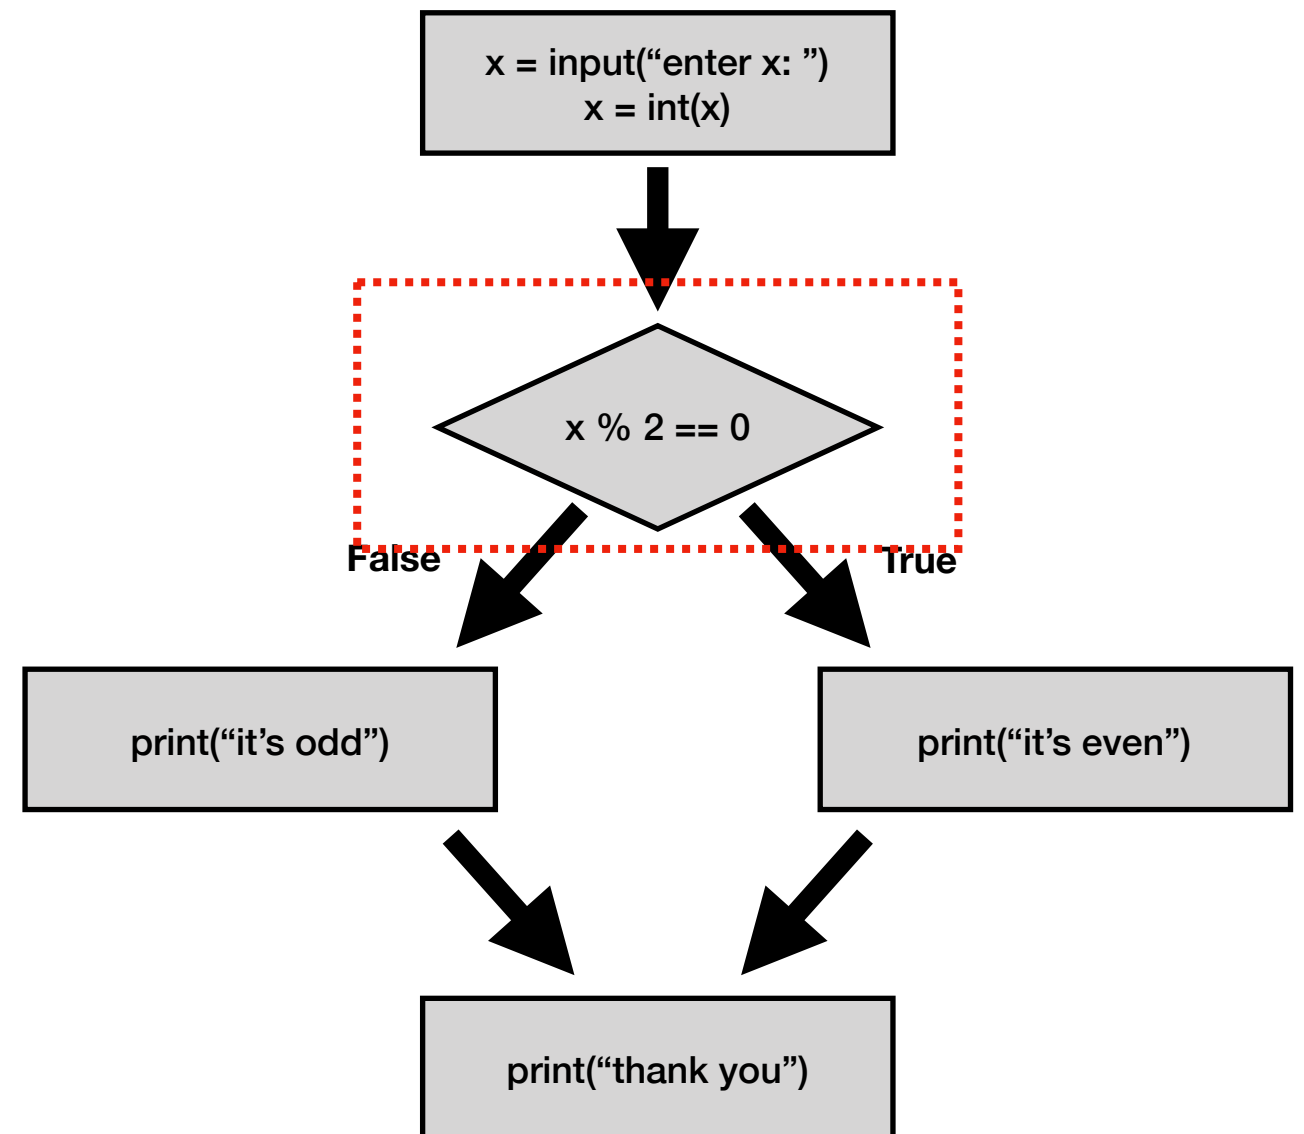 x = input(“enter x: ”)
x = int(x)
x % 2 == 0
False
True
print(“it’s odd”)
print(“it’s even”)
print(“thank you”)